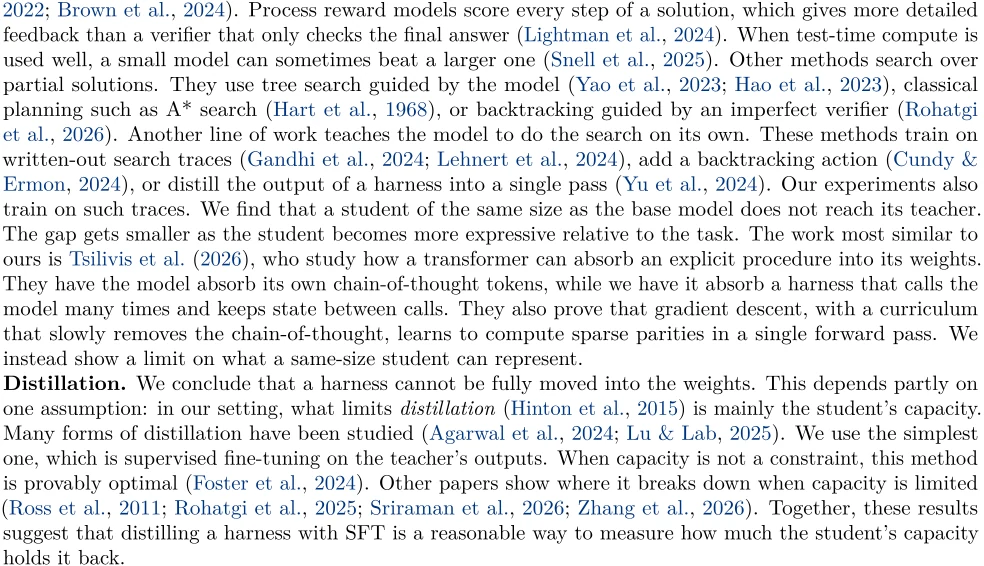 2022; Brown et al., 2024). Process reward models score every step of a solution, which gives more detailed
feedback than a verifier that only checks the final answer (Lightman et al., 2024). When test-time compute is
used well, a small model can sometimes beat a larger one (Snell et al., 2025). Other methods search over
partial solutions. They use tree search guided by the model (Yao et al., 2023; Hao et al., 2023), classical
planning such as A* search (Hart et al., 1968), or backtracking guided by an imperfect verifier (Rohatgi
et al., 2026). Another line of work teaches the model to do the search on its own. These methods train on
written-out search traces (Gandhi et al., 2024; Lehnert et al., 2024), add a backtracking action (Cundy &
Ermon, 2024), or distill the output of a harness into a single pass (Yu et al., 2024). Our experiments also
train on such traces. We find that a student of the same size as the base model does not reach its teacher.
The gap gets smaller as the student becomes more expressive relative to the task. The work most similar to
ours is Tsilivis et al. (2026), who study how a transformer can absorb an explicit procedure into its weights.
They have the model absorb its own chain-of-thought tokens, while we have it absorb a harness that calls the
model many times and keeps state between calls. They also prove that gradient descent, with a curriculum
that slowly removes the chain-of-thought, learns to compute sparse parities in a single forward pass. We
instead show a limit on what a same-size student can represent.
Distillation. We conclude that a harness cannot be fully moved into the weights. This depends partly on
one assumption: in our setting, what limits distillation (Hinton et al., 2015) is mainly the student's capacity.
Many forms of distillation have been studied (Agarwal et al., 2024; Lu & Lab, 2025). We use the simplest
one, which is supervised fine-tuning on the teacher's outputs. When capacity is not a constraint, this method
is provably optimal (Foster et al., 2024). Other papers show where it breaks down when capacity is limited
(Ross et al., 2011; Rohatgi et al., 2025; Sriraman et al., 2026; Zhang et al., 2026). Together, these results
suggest that distilling a harness with SFT is a reasonable way to measure how much the student's capacity
holds it back.